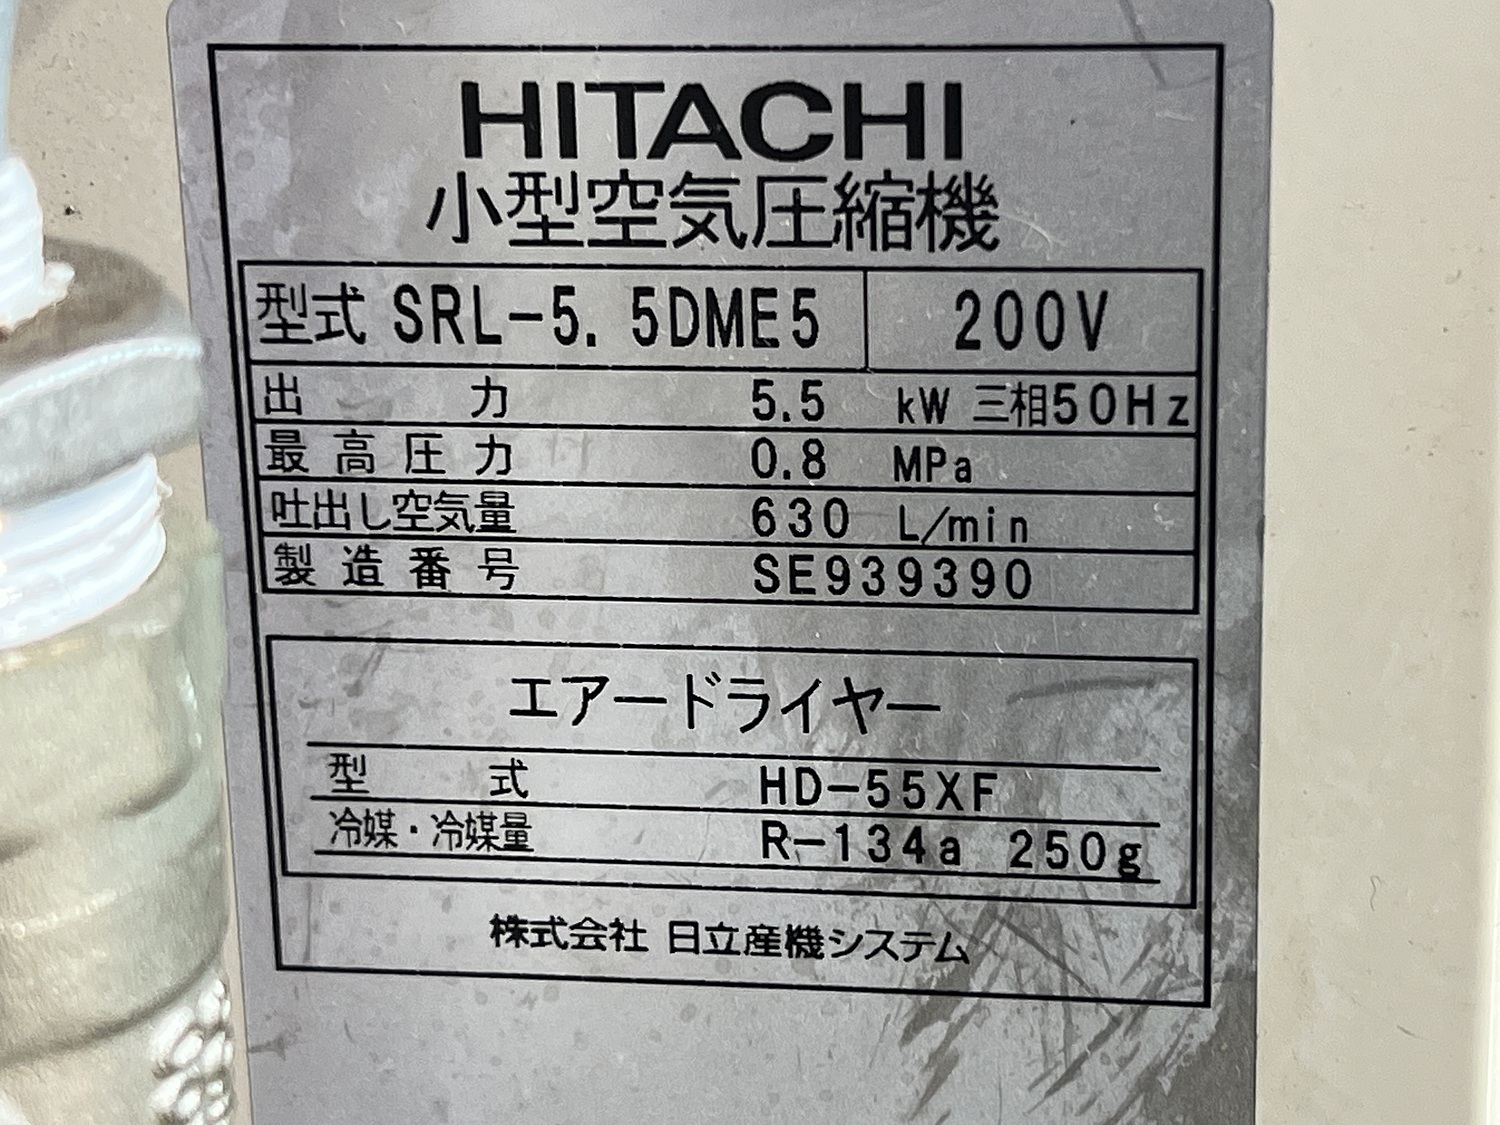 HITACHI
小型空気圧縮機
型式 SRL-5.5DME5 200V
出力 5.5 kW 三相50Hz
最高圧力 0.8 MPa
吐出し空気量 630 L/min
製造番号 SE939390
エアードライヤー
型式 HD-55XF
冷媒・冷媒量 R-134a 250g
株式会社 日立産機システム